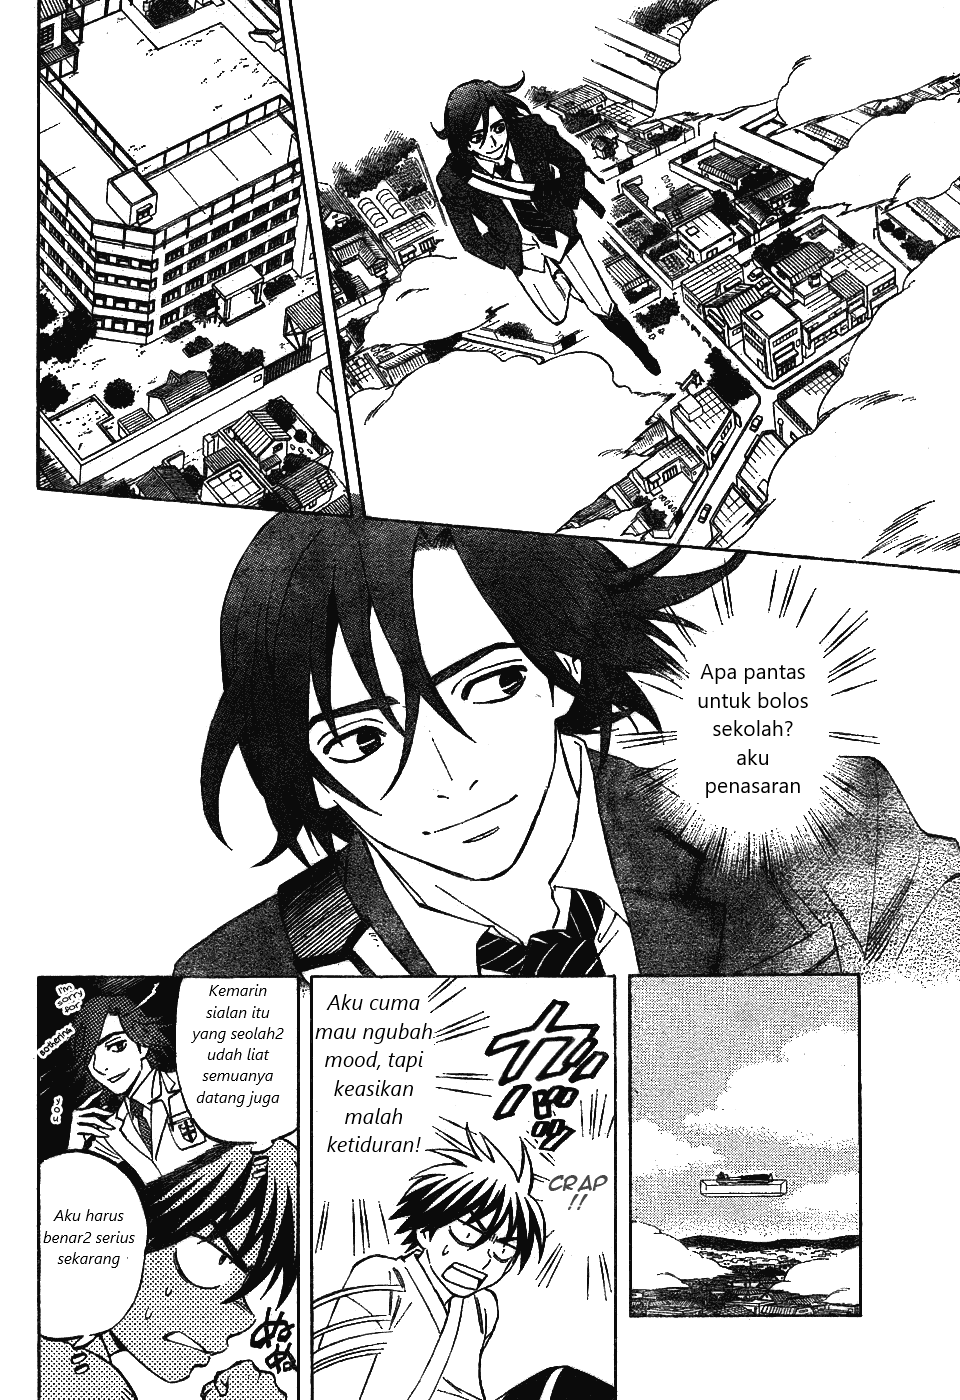 Apa pantas
untuk bolos
sekolah?
aku
penasaran
Aku cuma
mau ngubah
mood, tapi
keasikan
malah
ketiduran!
CRAP
!!
Kemarin
sialan itu
yang seolah2
udah liat
semuanya
datang juga
I'm
sorry
for
Bothering
you
Aku harus
benar2 serius
sekarang